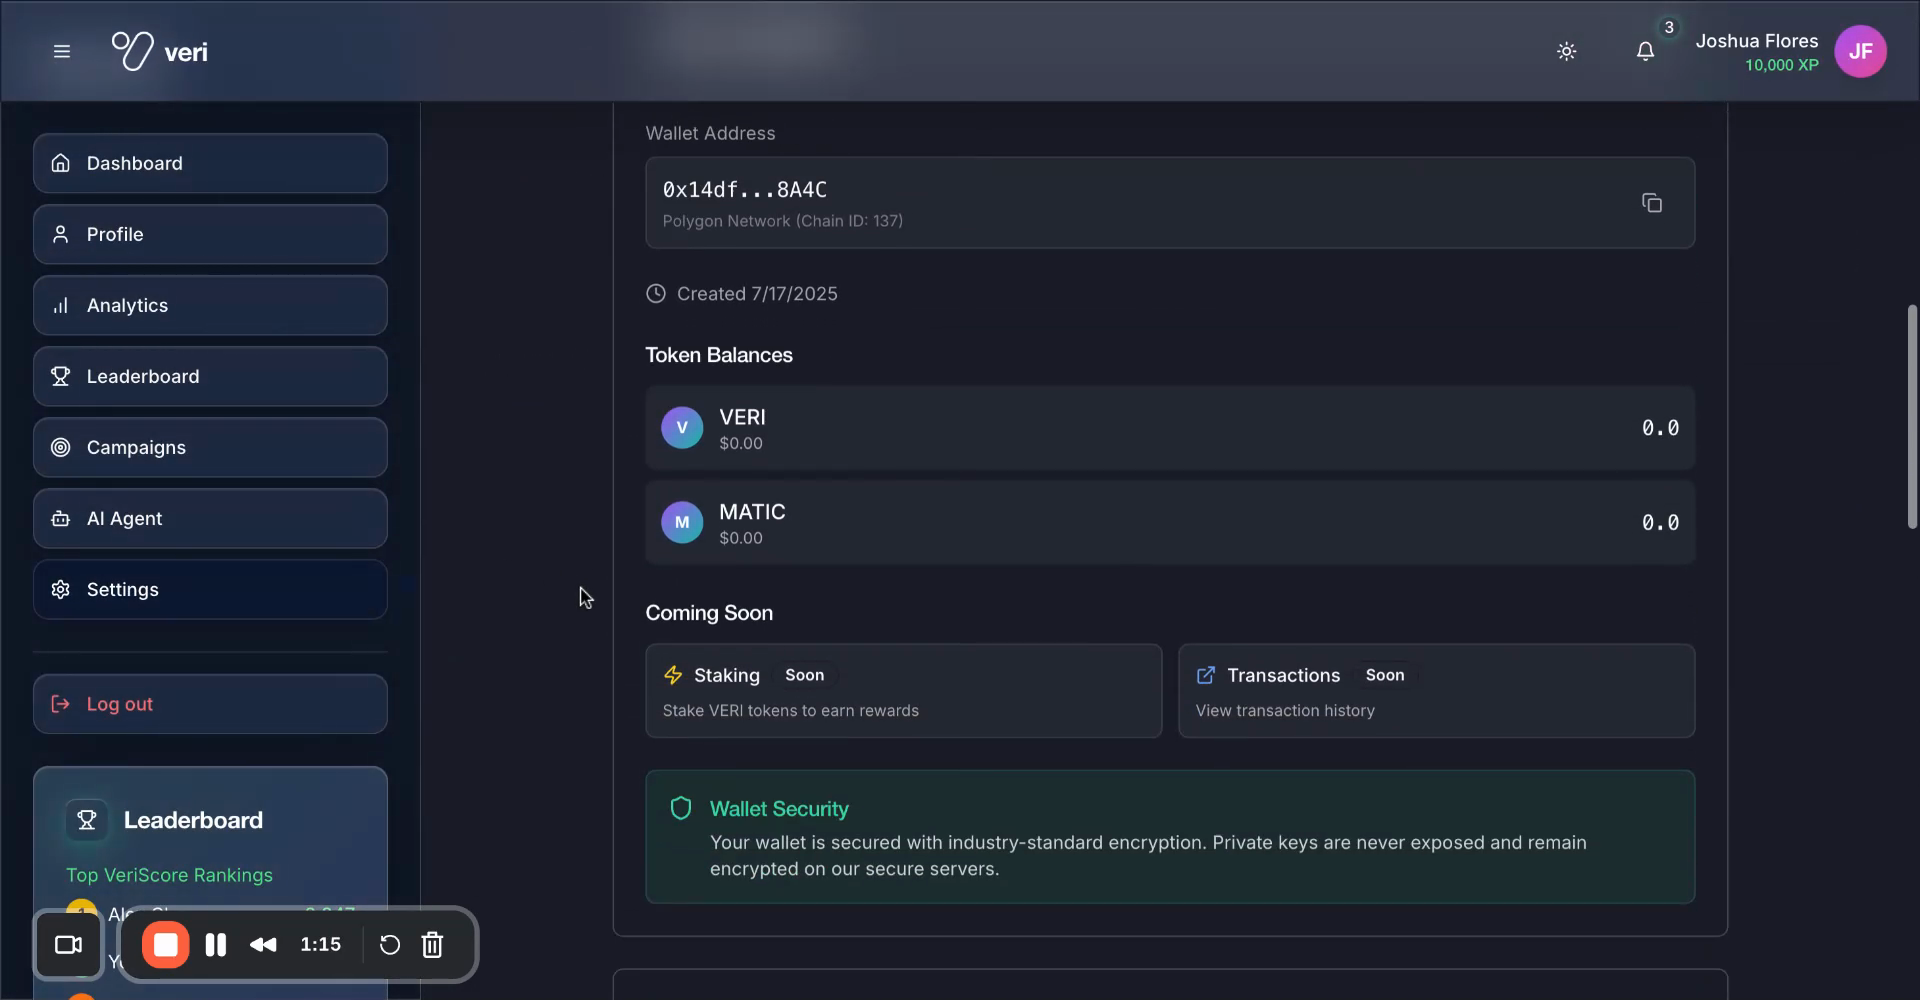 veri
3
Joshua Flores
10,000 XP
JF
Dashboard
Profile
Analytics
Leaderboard
Campaigns
AI Agent
Settings
Log out
Leaderboard
Top VeriScore Rankings
1:15
Wallet Address
0x14df...8A4C
Polygon Network (Chain ID: 137)
Created 7/17/2025
Token Balances
V
VERI
$0.00
0.0
M
MATIC
$0.00
0.0
Coming Soon
Staking Soon
Stake VERI tokens to earn rewards
Transactions Soon
View transaction history
Wallet Security
Your wallet is secured with industry-standard encryption. Private keys are never exposed and remain
encrypted on our secure servers.